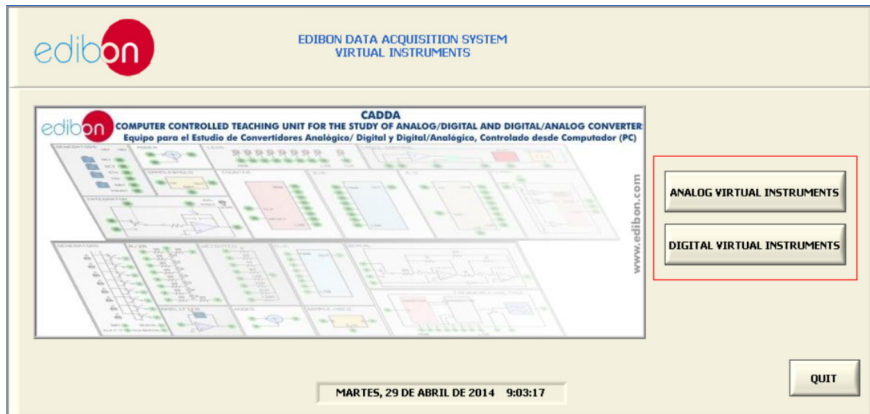 edibon
EDIBON DATA ACQUISITION SYSTEM
VIRTUAL INSTRUMENTS
edibon
CADDA
COMPUTER CONTROLLED TEACHING UNIT FOR THE STUDY OF ANALOG/DIGITAL AND DIGITAL/ANALOG CONVERTER
Equipo para el Estudio de Convertidores Analógico/ Digital y Digital/Analógico, Controlado desde Computador (PC)
www.edibon.com
ANALOG VIRTUAL INSTRUMENTS
DIGITAL VIRTUAL INSTRUMENTS
QUIT
MARTES, 29 DE ABRIL DE 2014 9:03:17